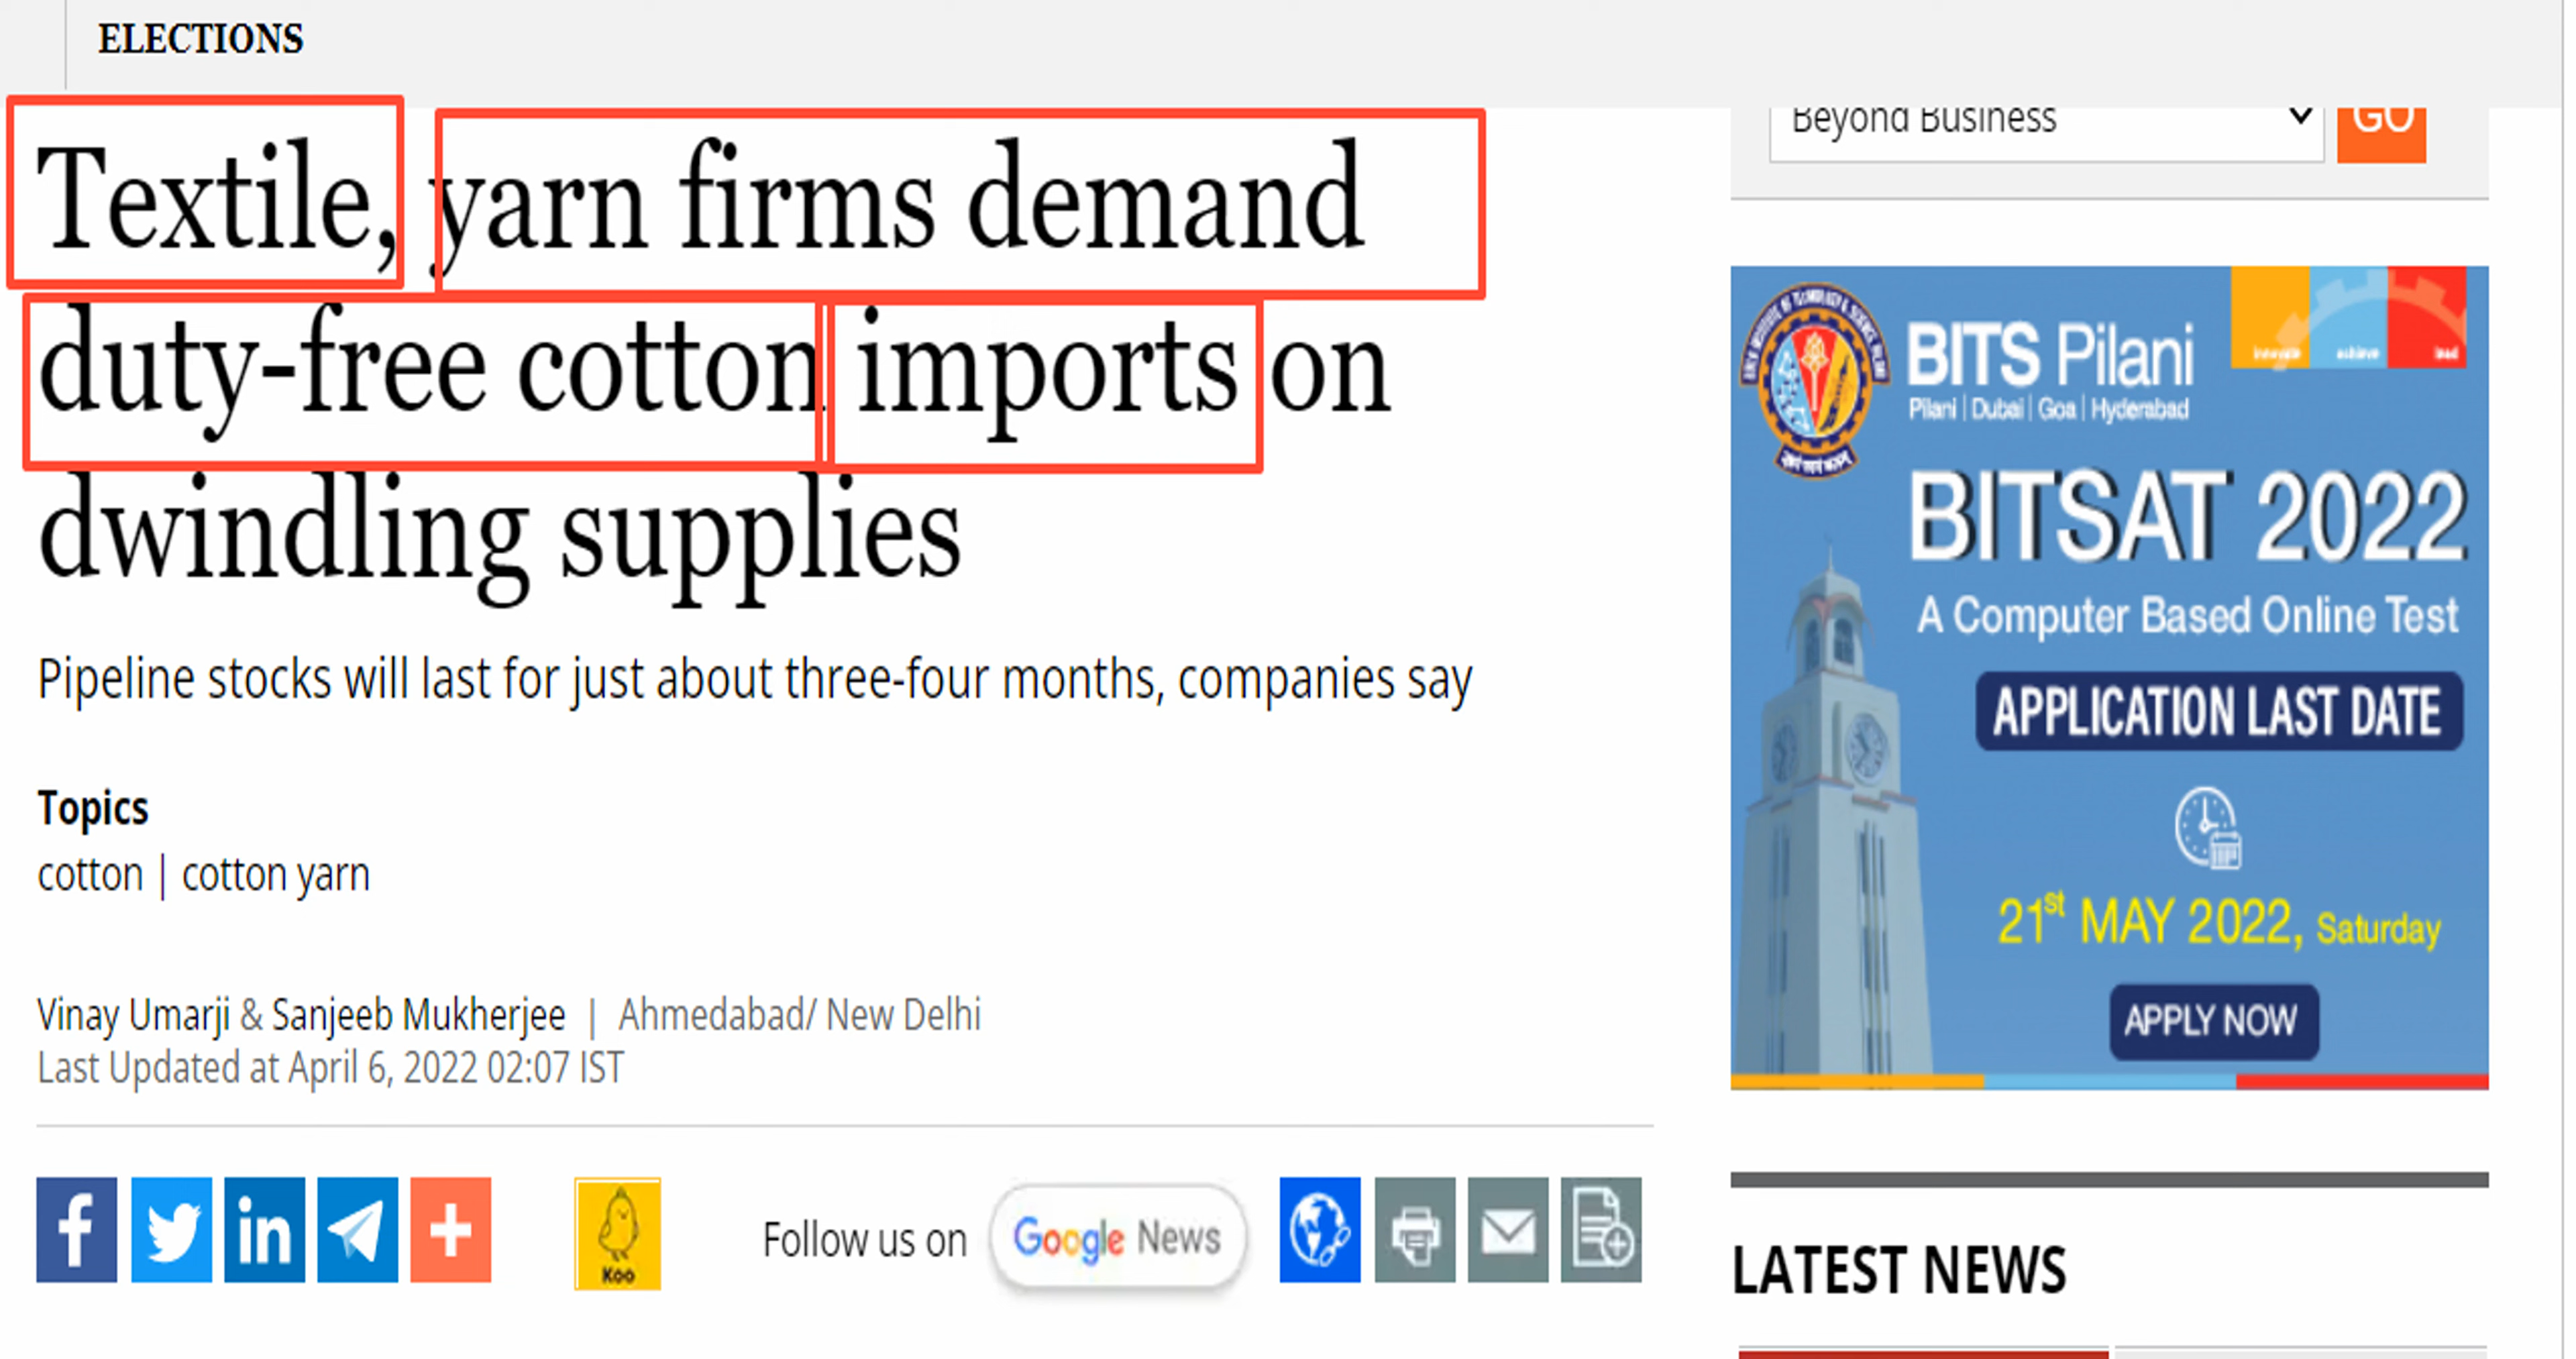 ELECTIONS
Textile, yarn firms demand
duty-free cotton imports on
dwindling supplies
Pipeline stocks will last for just about three-four months, companies say
Topics
cotton | cotton yarn
Vinay Umarji & Sanjeeb Mukherjee | Ahmedabad/ New Delhi
Last Updated at April 6, 2022 02:07 IST
Koo
Follow us on
Google News
Beyond Business
GO
BITS Pilani
Pilani | Dubai | Goa | Hyderabad
innovate achieve lead
BITSAT 2022
A Computer Based Online Test
APPLICATION LAST DATE
21st MAY 2022, Saturday
APPLY NOW
LATEST NEWS